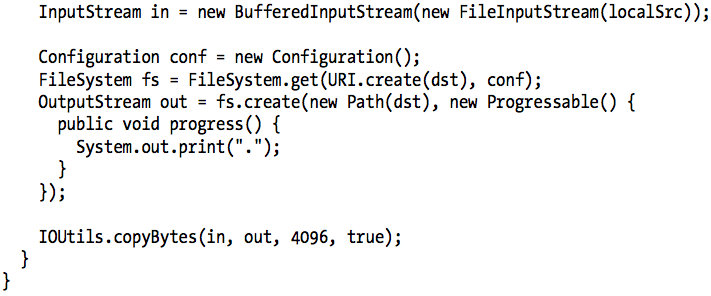 InputStream in = new BufferedInputStream(new FileInputStream(localSrc));
Configuration conf = new Configuration();
FileSystem fs = FileSystem.get(URI.create(dst), conf);
OutputStream out = fs.create(new Path(dst), new Progressable() {
public void progress() {
System.out.print(".");
}
});
IOUtils.copyBytes(in, out, 4096, true);
}
}